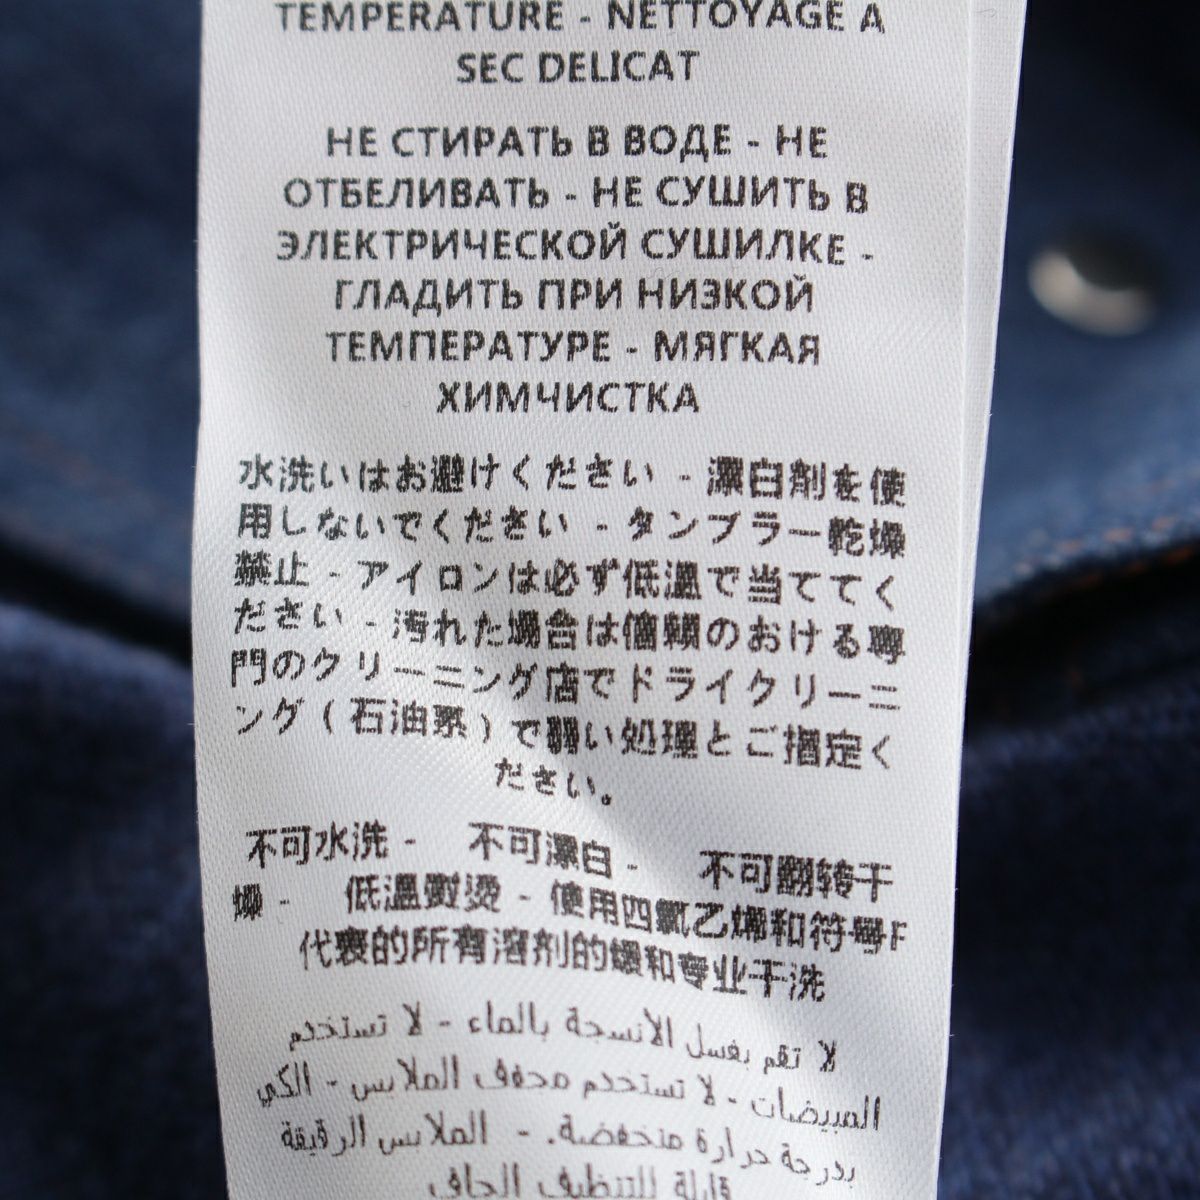 TEMPERATURE - NETTOYAGE A
SEC DELICAT
НЕ СТИРАТЬ В ВОДЕ - НЕ
ОТБЕЛИВАТЬ - НЕ СУШИТЬ В
ЭЛЕКТРИЧЕСКОЙ СУШИЛКЕ -
ГЛАДИТЬ ПРИ НИЗКОЙ
ТЕМПЕРАТУРЕ - МЯГКАЯ
ХИМЧИСТКА
水洗いはお避けください - 漂白剤を使
用しないでください - タンブラー乾燥
禁止 - アイロンは必ず低温で当ててく
ださい - 汚れた場合は信頼のおける専
門のクリーニング店でドライクリーニ
ング ( 石油系 ) で弱い処理とご指定く
ださい。
不可水洗 - 不可漂白 - 不可翻转干
燥 - 低温熨烫 - 使用四氯乙烯和符号F
代表的所有溶剂的缓和专业干洗
لا تقم بغسل الأنسجة بالماء - لا تستخدم
المبيضات - لا تستخدم مجفف الملابس - الكي
بدرجة حرارة منخفضة. - الملابس الرقيقة
قابلة للتنظيف الجاف